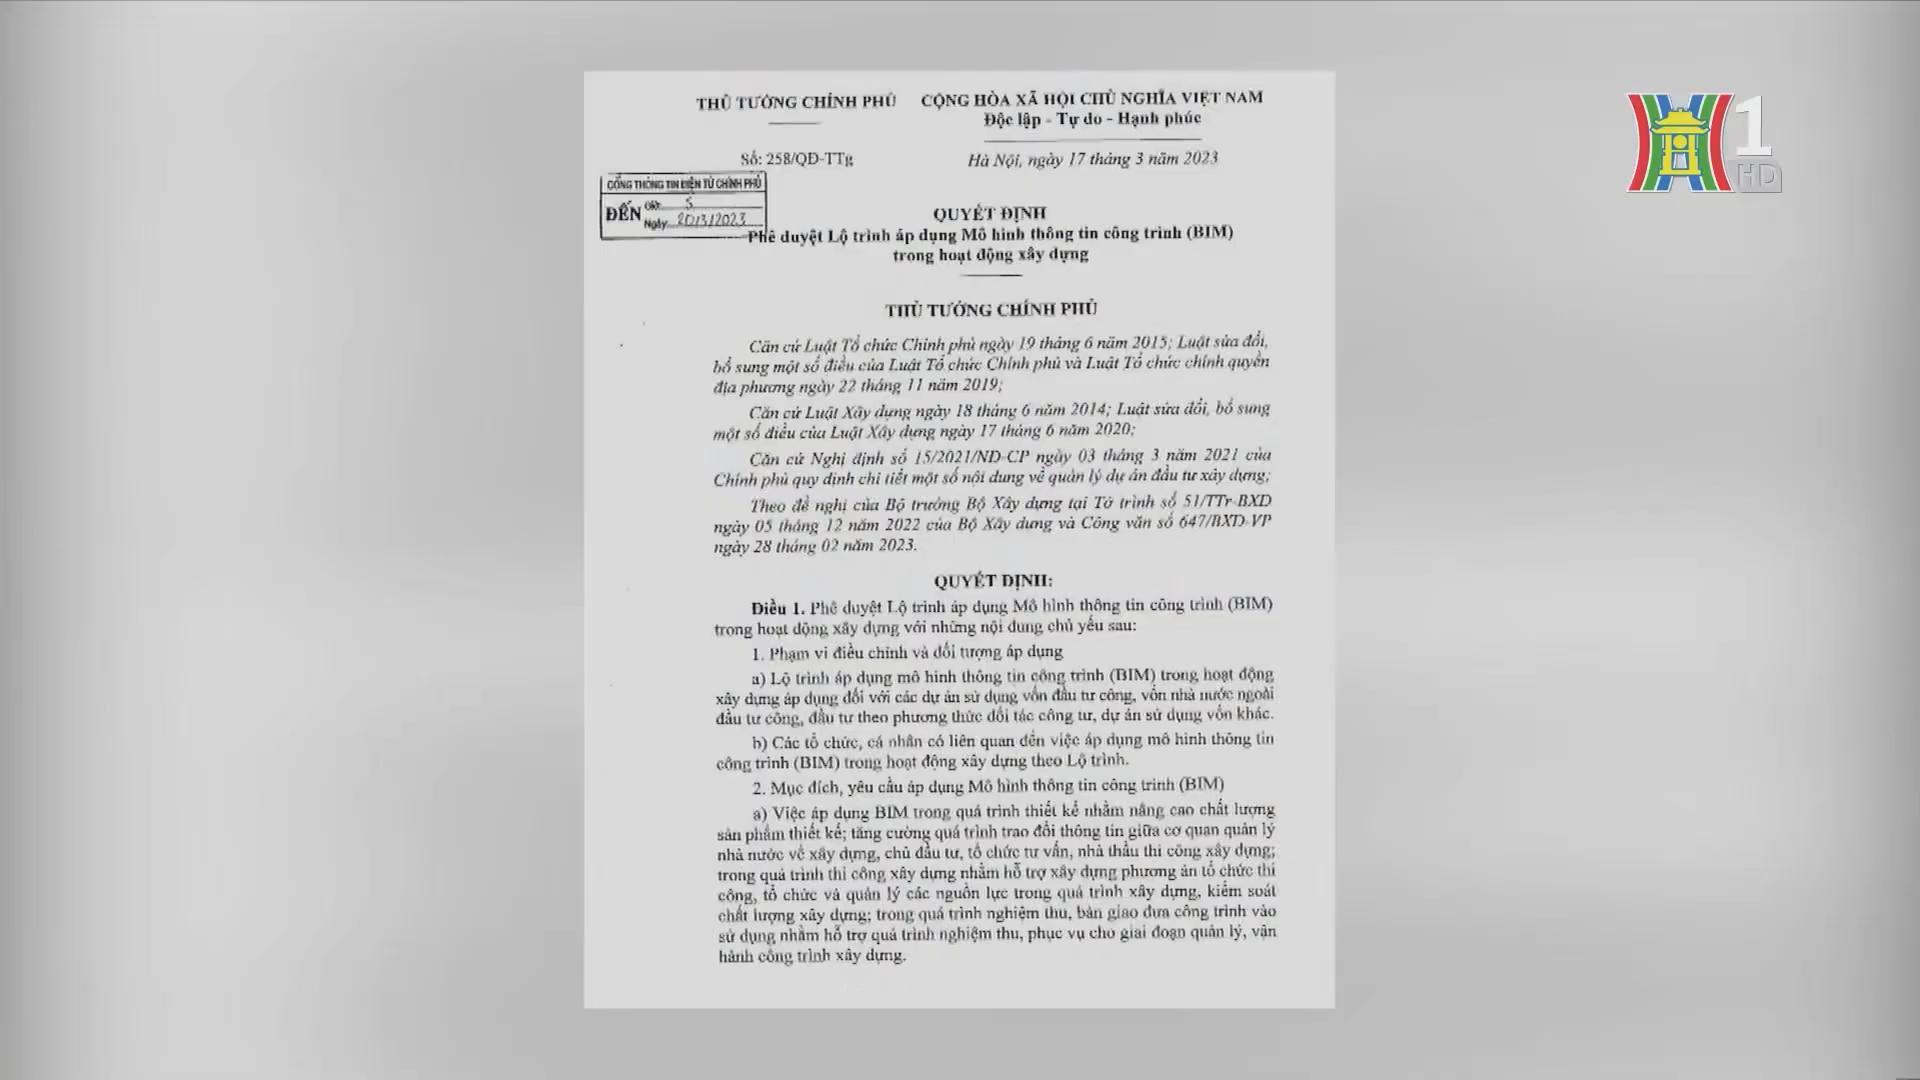 THỦ TƯỚNG CHÍNH PHỦ
CỘNG HÒA XÃ HỘI CHỦ NGHĨA VIỆT NAM
Độc lập - Tự do - Hạnh phúc
Số: 258/QĐ-TTg
Hà Nội, ngày 17 tháng 3 năm 2023
CỔNG THÔNG TIN ĐIỆN TỬ CHÍNH PHỦ
ĐẾN Giờ: S
Ngày 20/3/2023
QUYẾT ĐỊNH
Phê duyệt Lộ trình áp dụng Mô hình thông tin công trình (BIM)
trong hoạt động xây dựng
THỦ TƯỚNG CHÍNH PHỦ
Căn cứ Luật Tổ chức Chính phủ ngày 19 tháng 6 năm 2015; Luật sửa đổi,
bổ sung một số điều của Luật Tổ chức Chính phủ và Luật Tổ chức chính quyền
địa phương ngày 22 tháng 11 năm 2019;
Căn cứ Luật Xây dựng ngày 18 tháng 6 năm 2014; Luật sửa đổi, bổ sung
một số điều của Luật Xây dựng ngày 17 tháng 6 năm 2020;
Căn cứ Nghị định số 15/2021/NĐ-CP ngày 03 tháng 3 năm 2021 của
Chính phủ quy định chi tiết một số nội dung về quản lý dự án đầu tư xây dựng;
Theo đề nghị của Bộ trưởng Bộ Xây dựng tại Tờ trình số 51/TTr-BXD
ngày 05 tháng 12 năm 2022 của Bộ Xây dựng và Công văn số 647/BXD-VP
ngày 28 tháng 02 năm 2023.
QUYẾT ĐỊNH:
Điều 1. Phê duyệt Lộ trình áp dụng Mô hình thông tin công trình (BIM)
trong hoạt động xây dựng với những nội dung chủ yếu sau:
1. Phạm vi điều chỉnh và đối tượng áp dụng
a) Lộ trình áp dụng mô hình thông tin công trình (BIM) trong hoạt động
xây dựng áp dụng đối với các dự án sử dụng vốn đầu tư công, vốn nhà nước ngoài
đầu tư công, đầu tư theo phương thức đối tác công tư, dự án sử dụng vốn khác.
b) Các tổ chức, cá nhân có liên quan đến việc áp dụng mô hình thông tin
công trình (BIM) trong hoạt động xây dựng theo Lộ trình.
2. Mục đích, yêu cầu áp dụng Mô hình thông tin công trình (BIM)
a) Việc áp dụng BIM trong quá trình thiết kế nhằm nâng cao chất lượng
sản phẩm thiết kế; tăng cường quá trình trao đổi thông tin giữa cơ quan quản lý
nhà nước về xây dựng, chủ đầu tư, tổ chức tư vấn, nhà thầu thi công xây dựng;
trong quá trình thi công xây dựng nhằm hỗ trợ xây dựng phương án tổ chức thi
công, tổ chức và quản lý các nguồn lực trong quá trình xây dựng, kiểm soát
chất lượng xây dựng; trong quá trình nghiệm thu, bàn giao đưa công trình vào
sử dụng nhằm hỗ trợ quá trình nghiệm thu, phục vụ cho giai đoạn quản lý, vận
hành công trình xây dựng.
1
HD